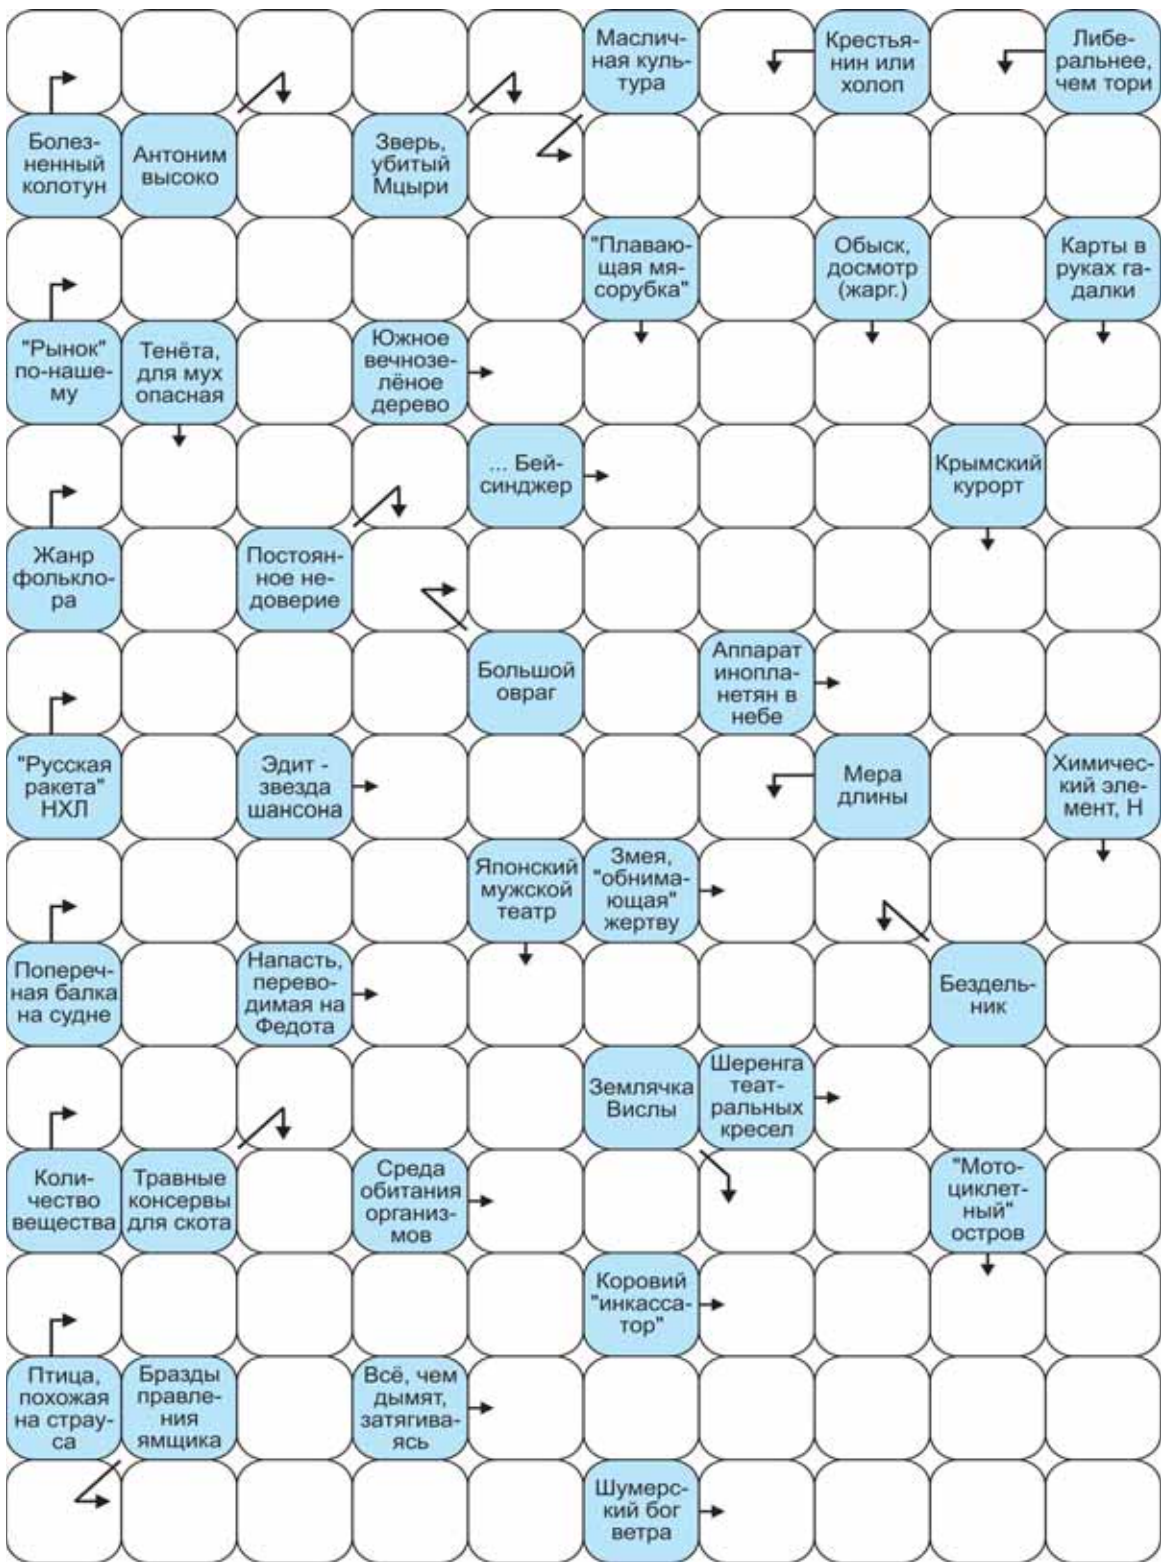 Маслич-
ная куль-
тура
Крестья-
нин или
холоп
Либе-
ральнее,
чем тори
Болез-
ненный
колотун
Антоним
высоко
Зверь,
убитый
Мцыри
"Плаваю-
щая мя-
сорубка"
Обыск,
досмотр
(жарг.)
Карты в
руках га-
далки
"Рынок"
по-наше-
му
Тенёта,
для мух
опасная
Южное
вечнозе-
лёное
дерево
... Бей-
синджер
Крымский
курорт
Жанр
фолькло-
ра
Постоян-
ное не-
доверие
Большой
овраг
Аппарат
инопла-
нетян в
небе
"Русская
ракета"
НХЛ
Эдит -
звезда
шансона
Мера
длины
Химичес-
кий эле-
мент, Н
Японский
мужской
театр
Змея,
"обнима-
ющая"
жертву
Попереч-
ная балка
на судне
Напасть,
перево-
димая на
Федота
Бездель-
ник
Землячка
Вислы
Шеренга
теат-
ральных
кресел
Коли-
чество
вещества
Травные
консервы
для скота
Среда
обитания
организ-
мов
"Мото-
циклет-
ный"
остров
Коровий
"инкасса-
тор"
Птица,
похожая
на страу-
са
Бразды
правле-
ния
ямщика
Всё, чем
дымят,
затягива-
ясь
Шумерс-
кий бог
ветра